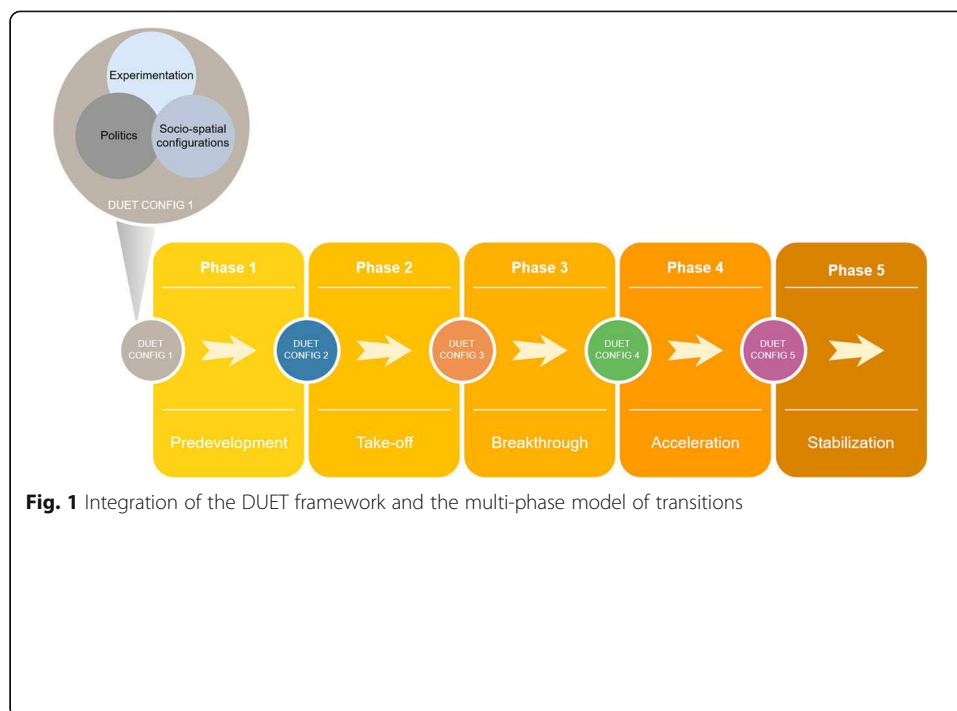 Experimentation
Politics
Socio-spatial
configurations
DUET CONFIG 1
Phase 1
Phase 2
Phase 3
Phase 4
Phase 5
DUET
CONFIG 1
DUET
CONFIG 2
DUET
CONFIG 3
DUET
CONFIG 4
DUET
CONFIG 5
Predevelopment
Take-off
Breakthrough
Acceleration
Stabilization
Fig. 1 Integration of the DUET framework and the multi-phase model of transitions